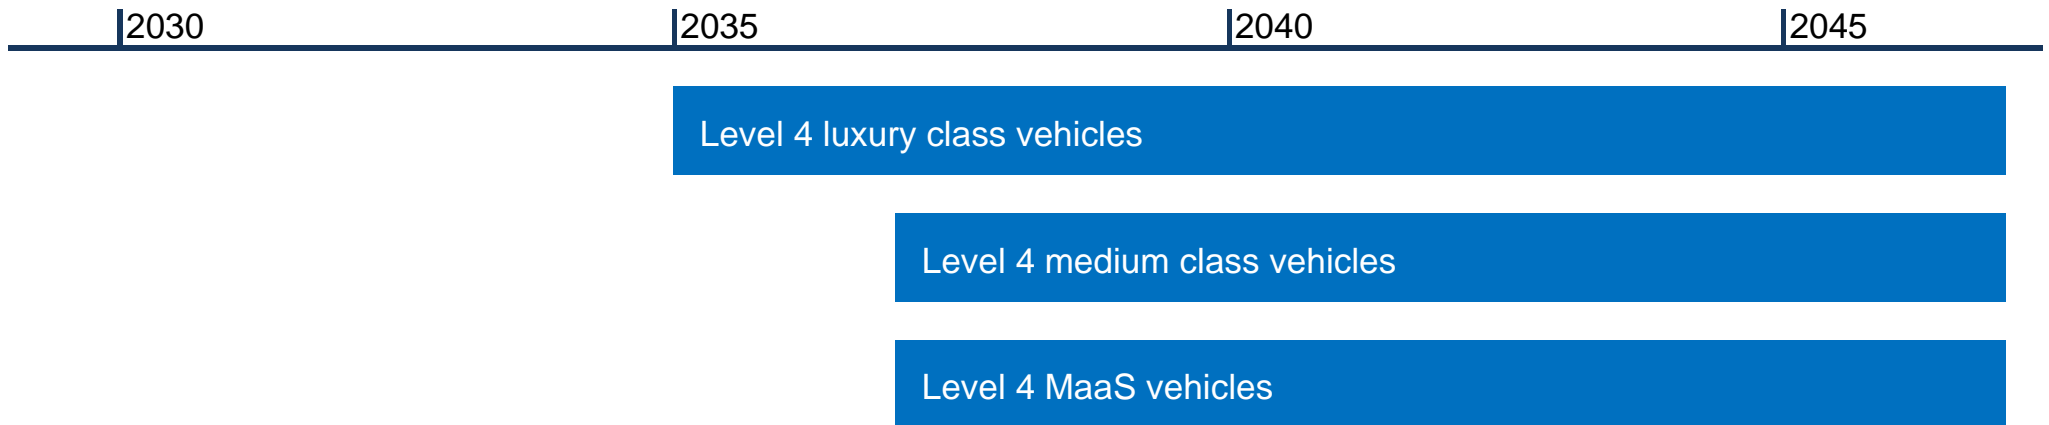 2030 2035 2040 2045
Level 4 luxury class vehicles
Level 4 medium class vehicles
Level 4 MaaS vehicles